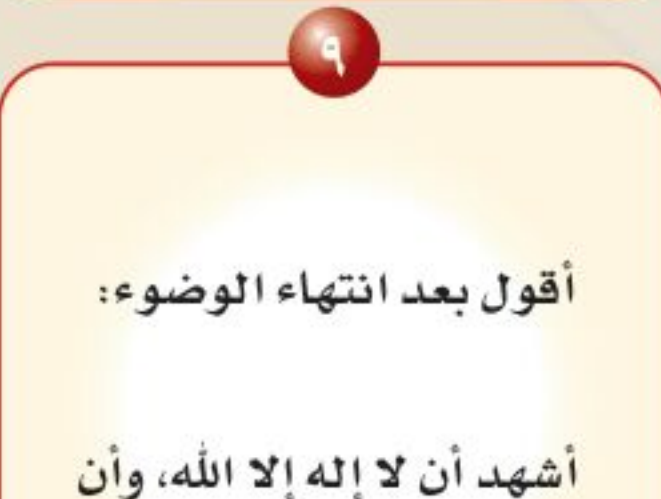 ٩
أقول بعد انتهاء الوضوء:
أشهد أن لا إله إلا الله، وأن